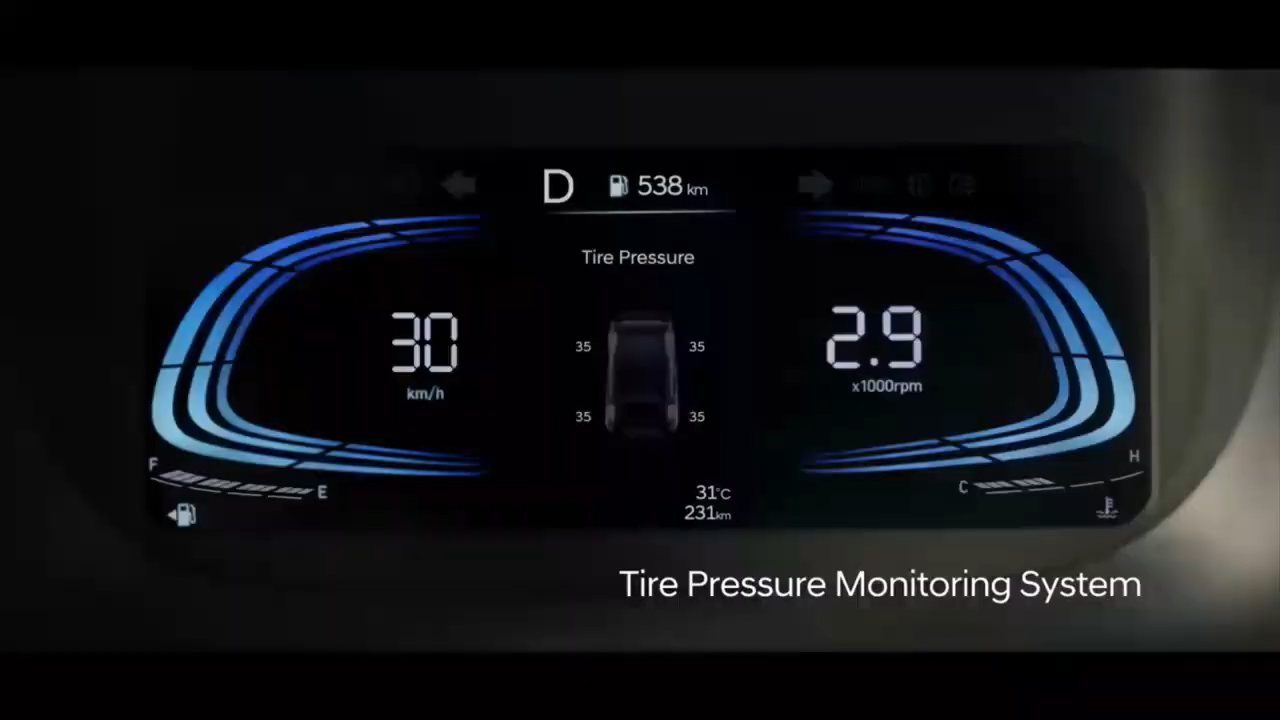 D 538 km
Tire Pressure
30
km/h
2.9
x1000rpm
35 35
35 35
F
E
C
H
31°C
231km
Tire Pressure Monitoring System